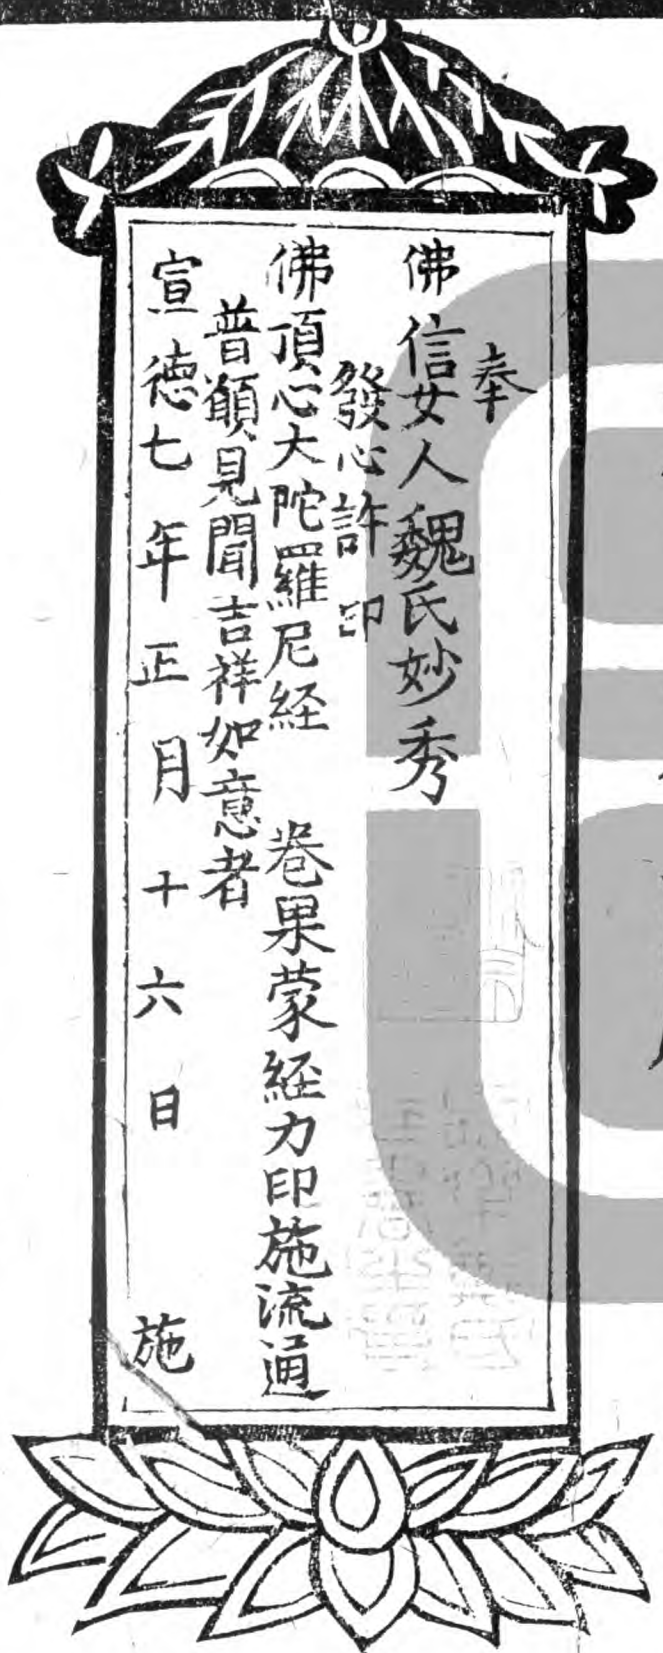 奉
佛信女人魏氏妙秀
發心許印
佛頂心大陀羅尼経　卷果蒙経力印施流通
普願見聞吉祥如意者
宣德七年正月十六日　施